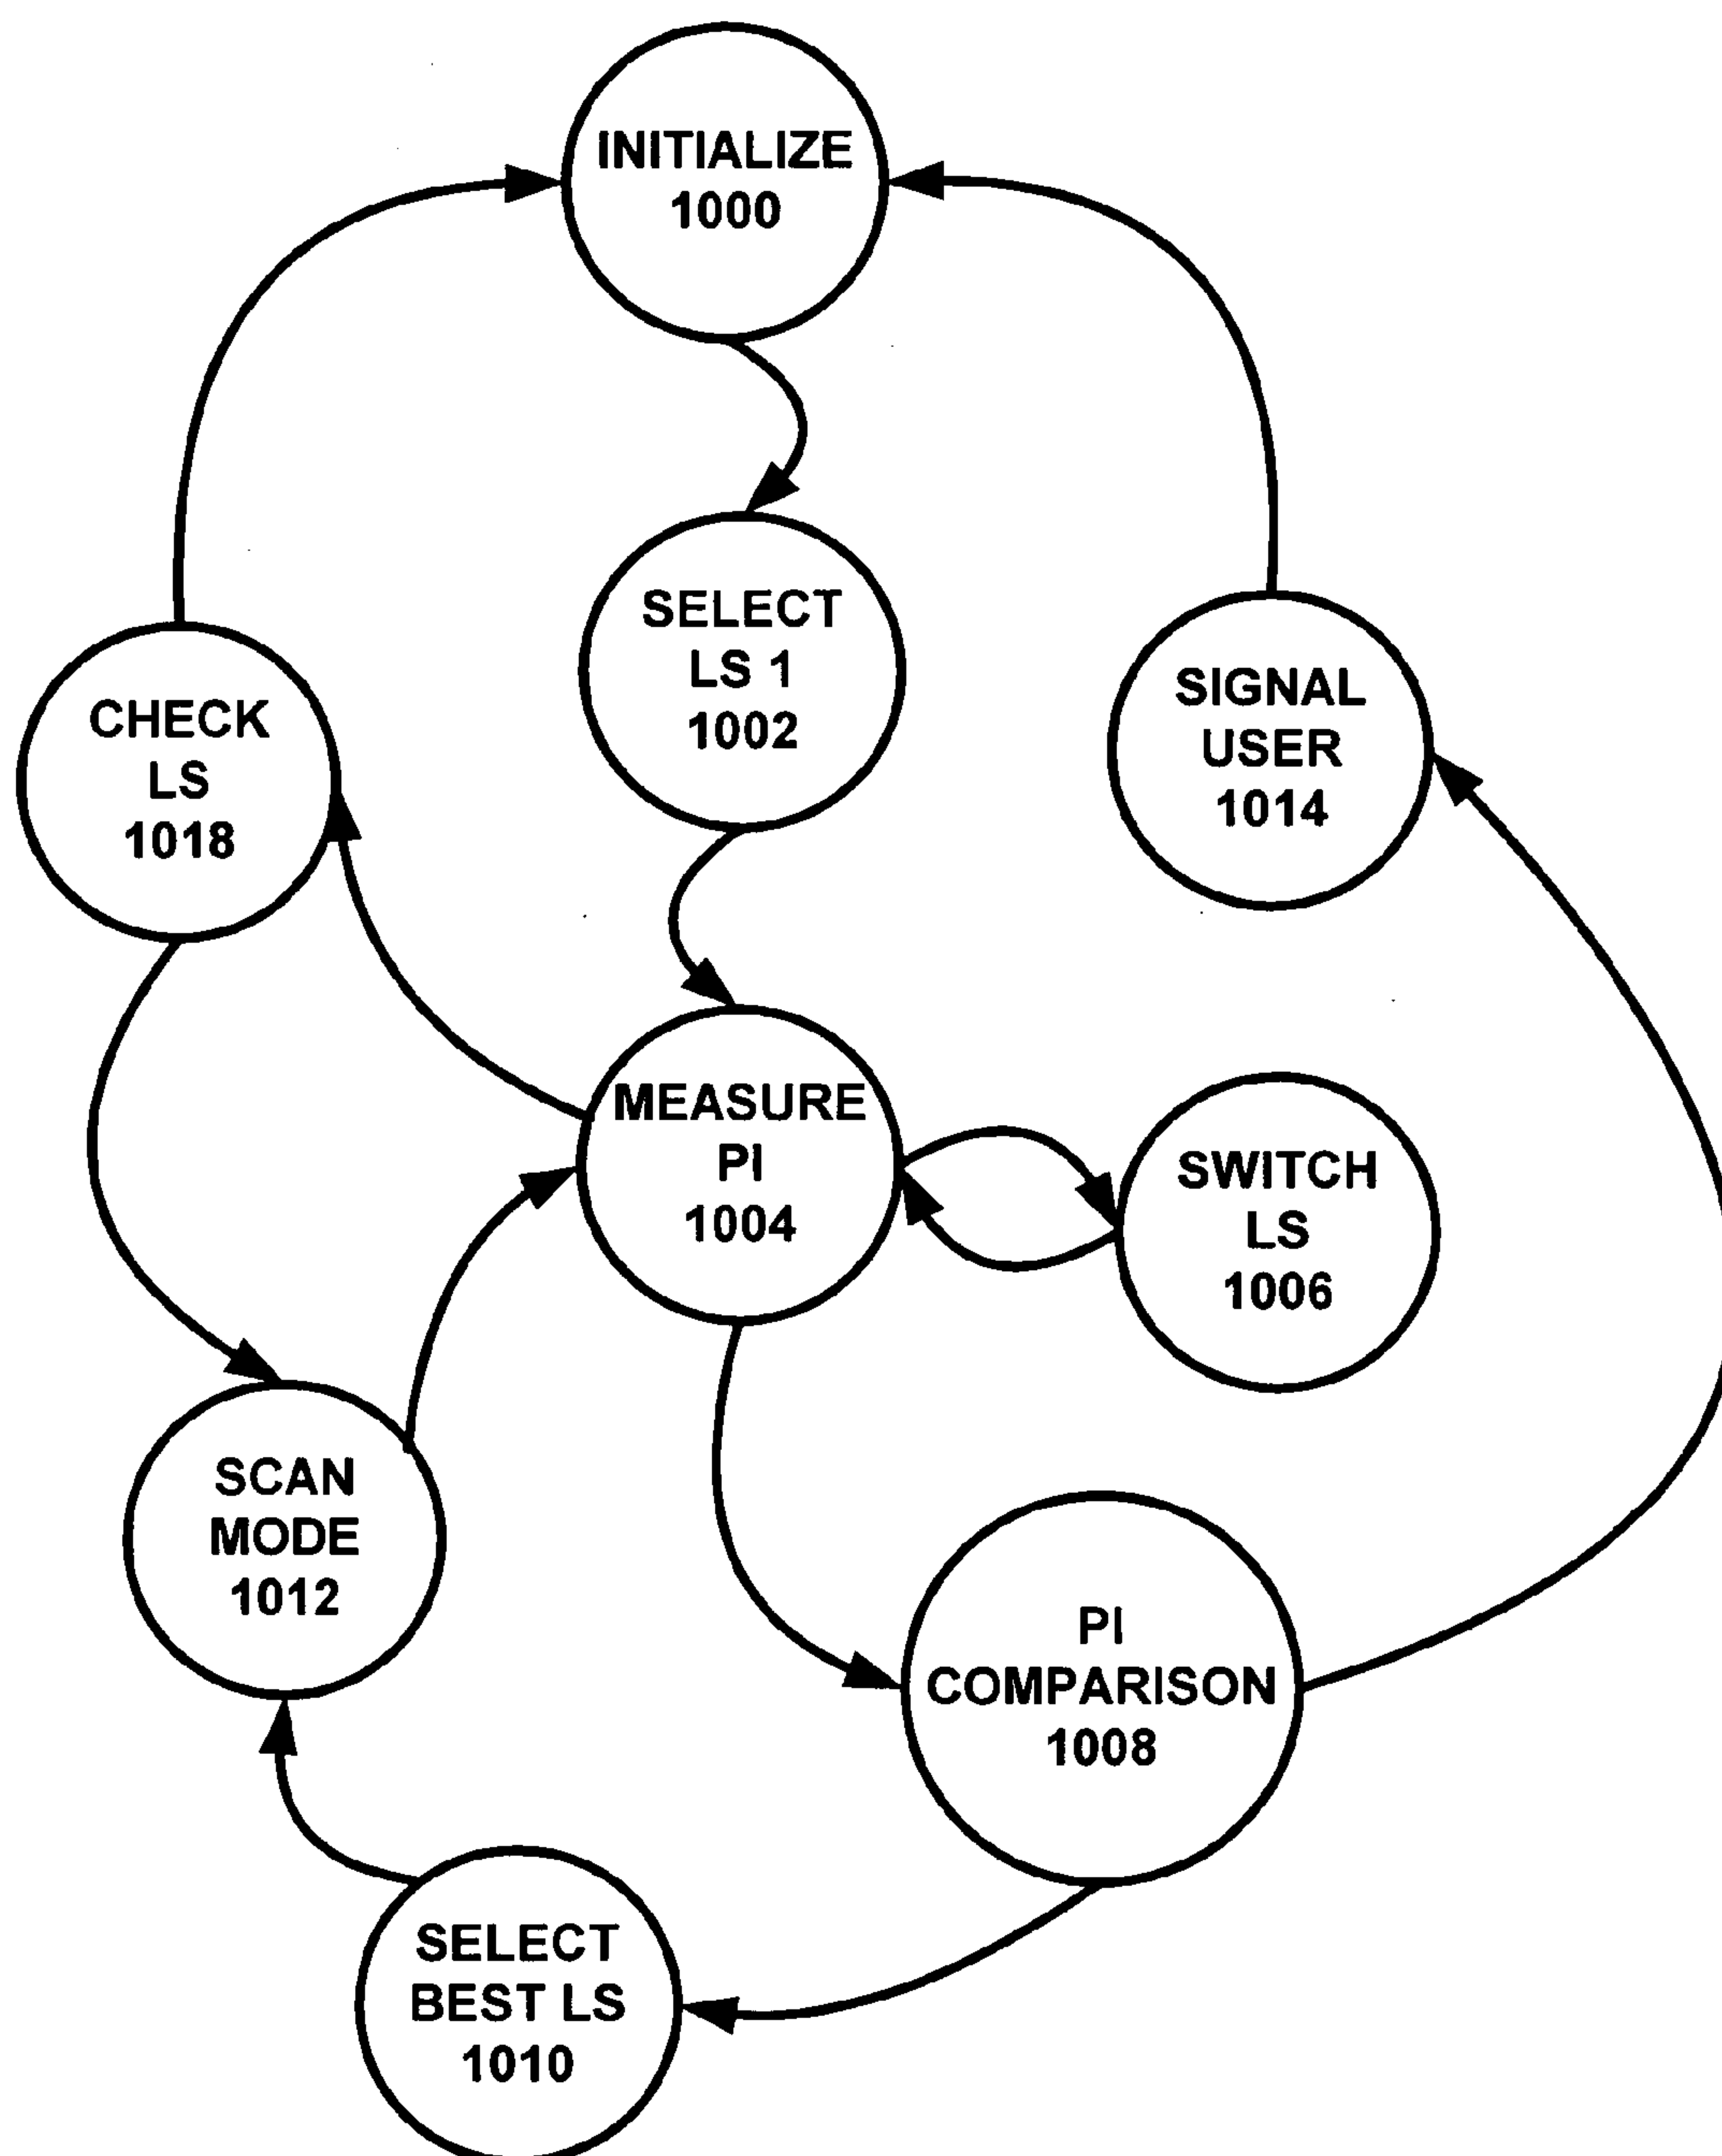 INITIALIZE
1000
SELECT
LS 1
1002
SIGNAL
USER
1014
CHECK
LS
1018
MEASURE
PI
1004
SWITCH
LS
1006
SCAN
MODE
1012
PI
COMPARISON
1008
SELECT
BEST LS
1010